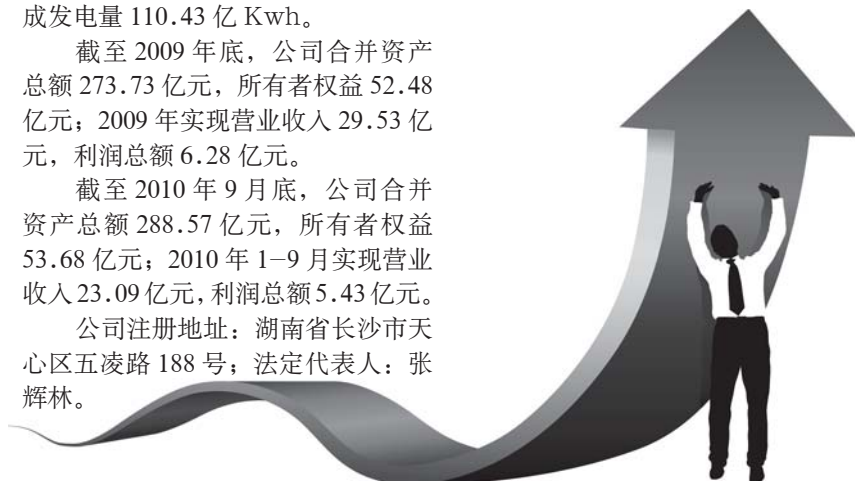 成发电量 110.43 亿 Kwh。
截至 2009 年底，公司合并资产
总额 273.73 亿元，所有者权益 52.48
亿元；2009 年实现营业收入 29.53 亿
元，利润总额 6.28 亿元。
截至 2010 年 9 月底，公司合并
资产总额 288.57 亿元，所有者权益
53.68 亿元；2010 年 1-9 月实现营业
收入 23.09 亿元，利润总额 5.43 亿元。
公司注册地址：湖南省长沙市天
心区五凌路 188 号；法定代表人：张
辉林。